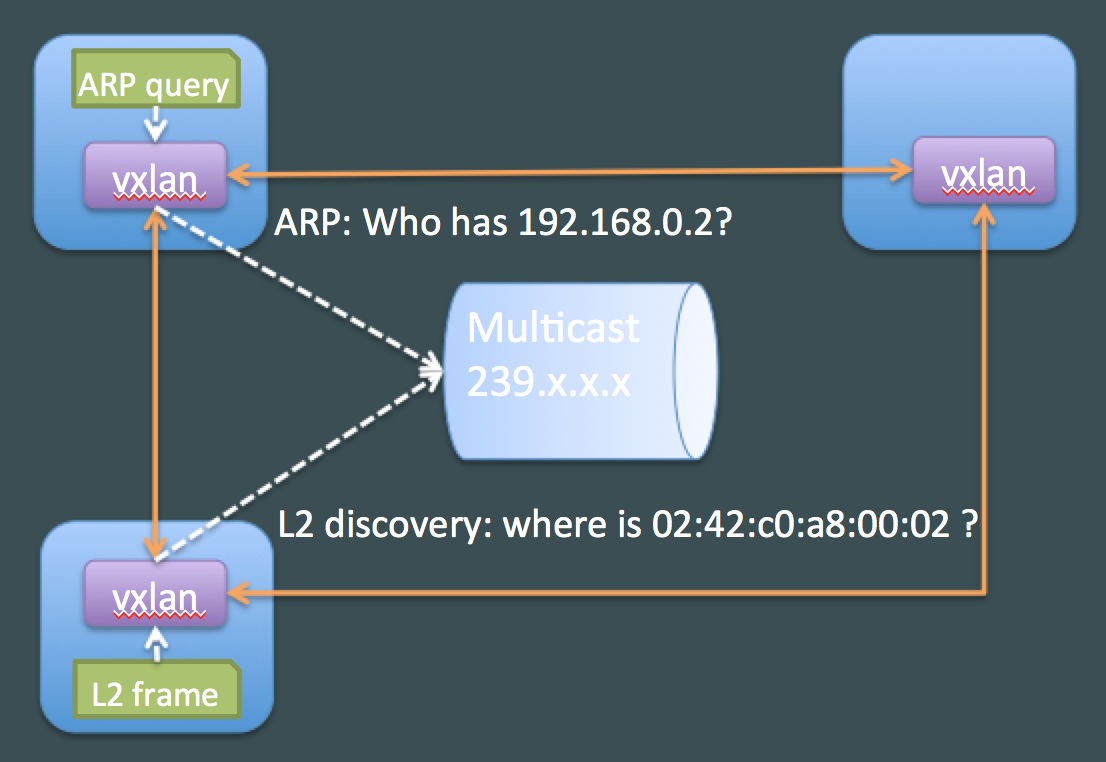 ARP query
vxlan
vxlan
ARP: Who has 192.168.0.2?
Multicast
239.x.x.x
L2 discovery: where is 02:42:c0:a8:00:02 ?
vxlan
L2 frame